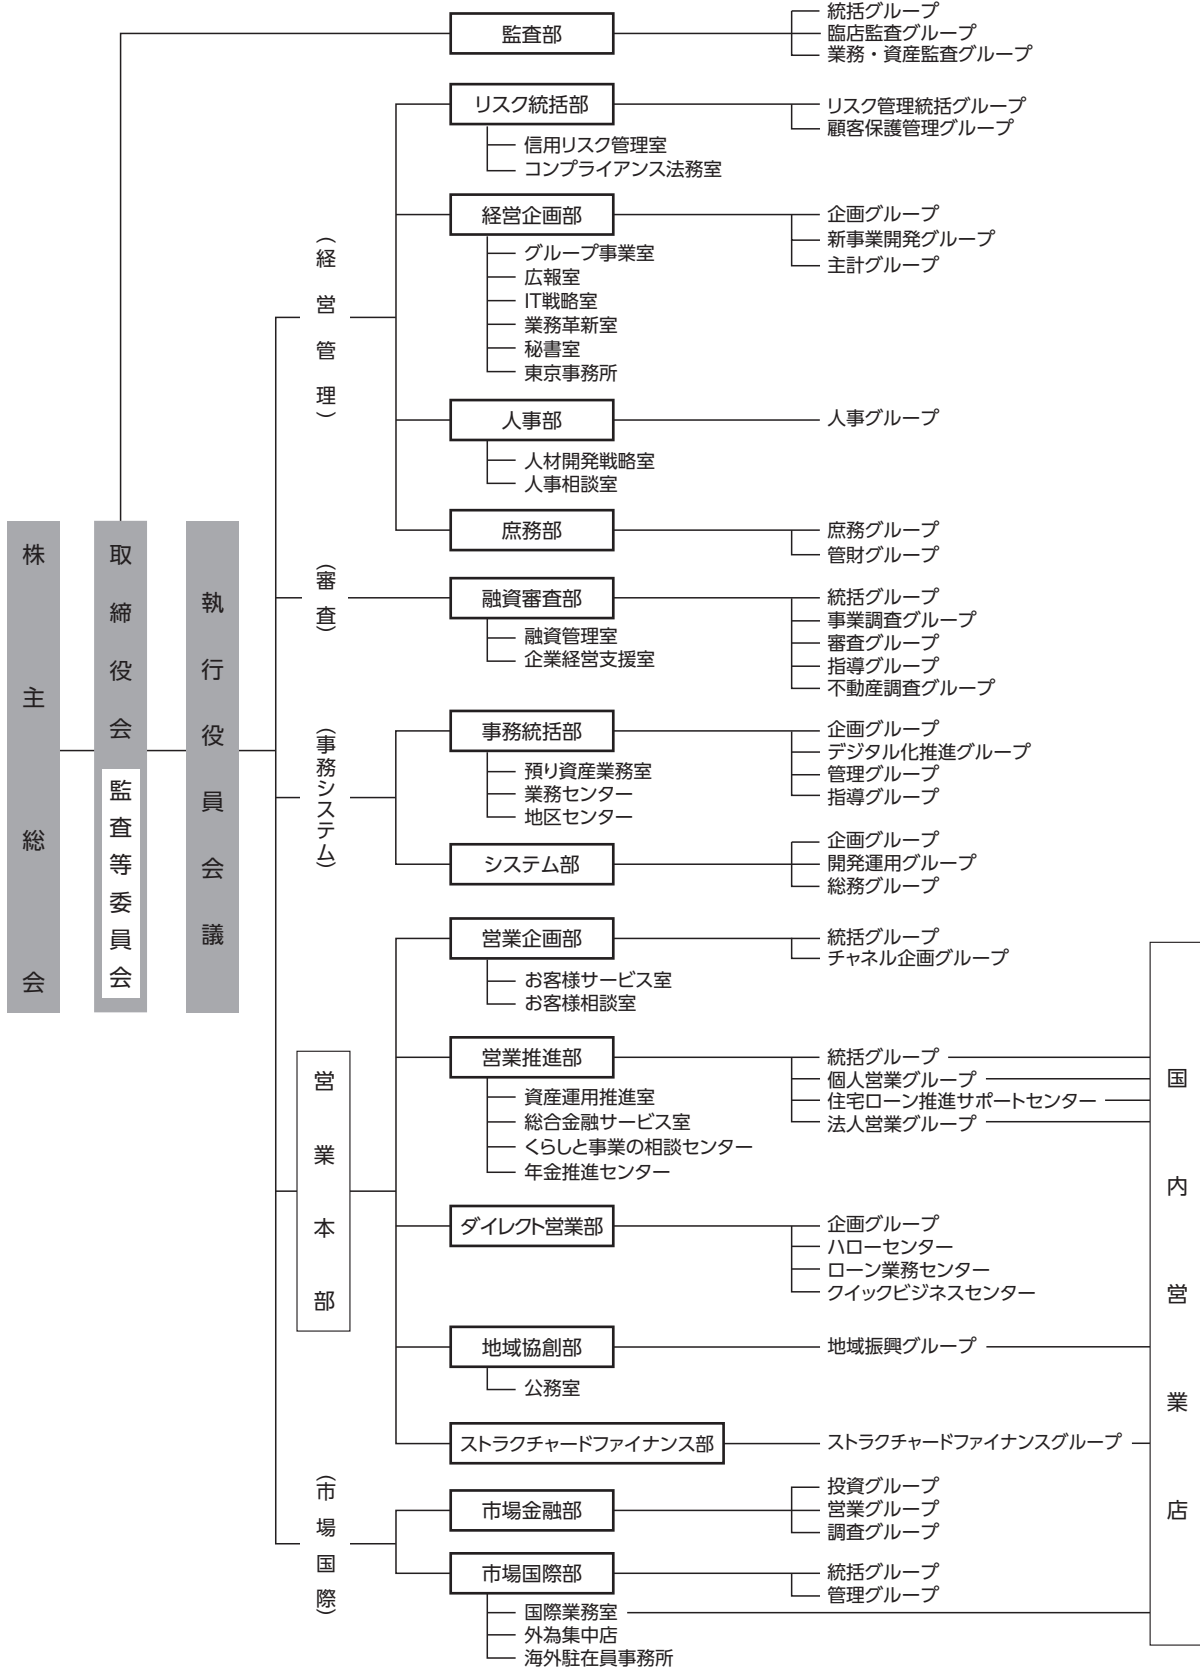 株主総会
取締役会
監査等委員会
執行役員会議
監査部
統括グループ
臨店監査グループ
業務・資産監査グループ
(経営管理)
リスク統括部
信用リスク管理室
コンプライアンス法務室
リスク管理統括グループ
顧客保護管理グループ
経営企画部
グループ事業室
広報室
IT戦略室
業務革新室
秘書室
東京事務所
企画グループ
新事業開発グループ
主計グループ
人事部
人材開発戦略室
人事相談室
人事グループ
庶務部
庶務グループ
管財グループ
(審査)
融資審査部
融資管理室
企業経営支援室
統括グループ
事業調査グループ
審査グループ
指導グループ
不動産調査グループ
(事務システム)
事務統括部
預り資産業務室
業務センター
地区センター
企画グループ
デジタル化推進グループ
管理グループ
指導グループ
システム部
企画グループ
開発運用グループ
総務グループ
営業本部
営業企画部
お客様サービス室
お客様相談室
統括グループ
チャネル企画グループ
営業推進部
資産運用推進室
総合金融サービス室
くらしと事業の相談センター
年金推進センター
統括グループ
個人営業グループ
住宅ローン推進サポートセンター
法人営業グループ
ダイレクト営業部
企画グループ
ハローセンター
ローン業務センター
クイックビジネスセンター
地域協創部
公務室
地域振興グループ
ストラクチャードファイナンス部
ストラクチャードファイナンスグループ
(市場国際)
市場金融部
投資グループ
営業グループ
調査グループ
市場国際部
国際業務室
外為集中店
海外駐在員事務所
統括グループ
管理グループ
国内営業店